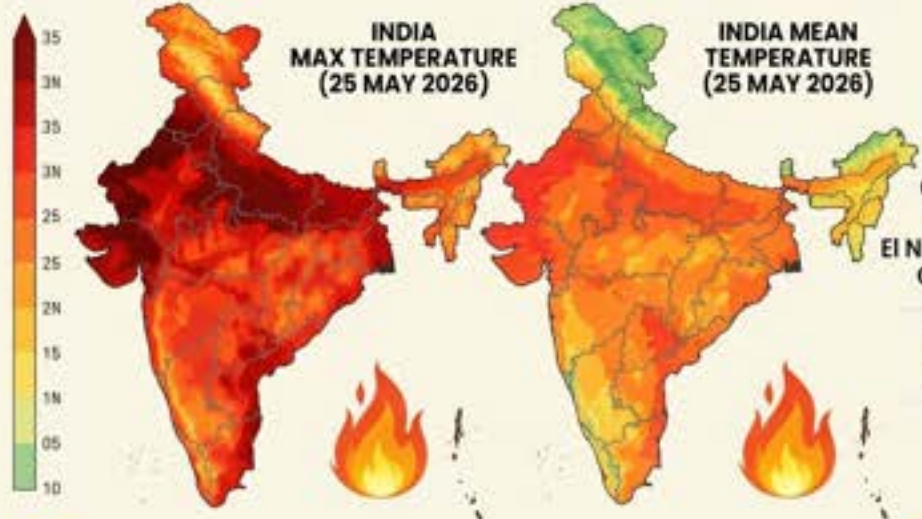 35
3N
35
3N
25
25
2N
15
1N
05
10
INDIA
MAX TEMPERATURE
(25 MAY 2026)
INDIA MEAN
TEMPERATURE
(25 MAY 2026)
El N